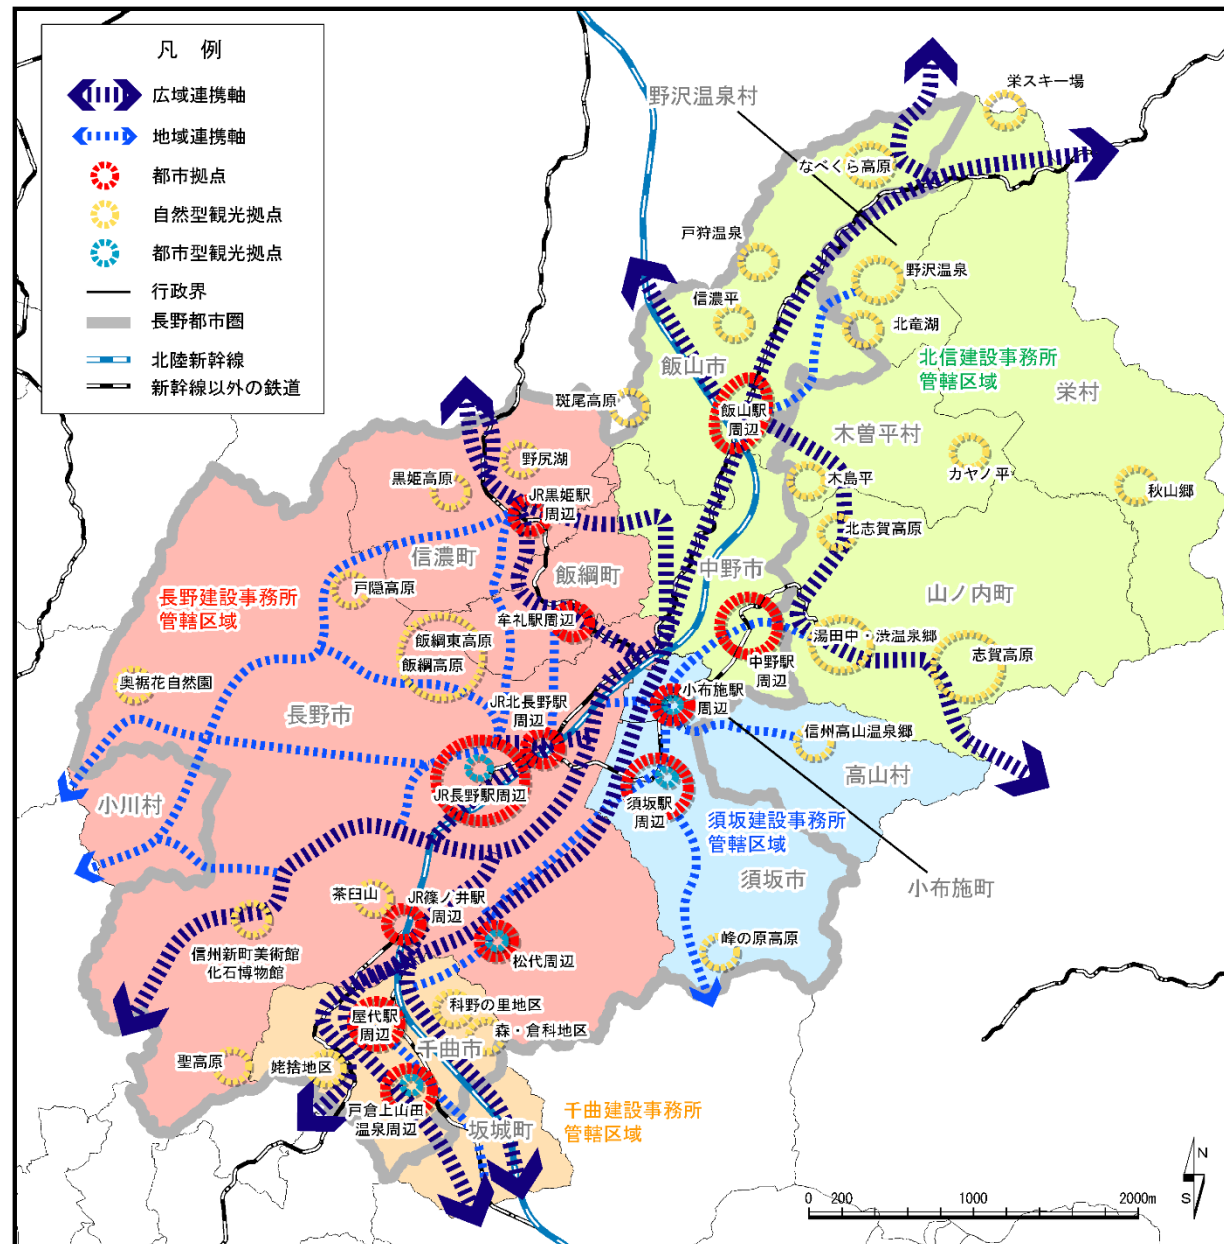 凡 例
広域連携軸
地域連携軸
都市拠点
自然型観光拠点
都市型観光拠点
行政界
長野都市圏
北陸新幹線
新幹線以外の鉄道
野沢温泉村
栄スキー場
なべくら高原
戸狩温泉
野沢温泉
信濃平
北竜湖
北信建設事務所
管轄区域
飯山市
栄村
斑尾高原
飯山駅
周辺
木曽平村
野尻湖
黒姫高原
木島平
カヤノ平
秋山郷
JR黒姫駅
周辺
北志賀高原
信濃町
飯綱町
中野市
戸隠高原
山ノ内町
長野建設事務所
管轄区域
牟礼駅周辺
飯綱東高原
飯綱高原
湯田中・渋温泉郷
志賀高原
中野駅
周辺
奥裾花自然園
JR北長野駅
周辺
小布施駅
周辺
長野市
信州高山温泉郷
高山村
小川村
JR長野駅周辺
須坂駅
周辺
須坂建設事務所
管轄区域
須坂市
小布施町
茶臼山
JR篠ノ井駅
周辺
信州新町美術館
化石博物館
松代周辺
峰の原高原
科野の里地区
屋代駅
周辺
森・倉科地区
千曲市
聖高原
姥捨地区
戸倉上山田
温泉周辺
坂城町
千曲建設事務所
管轄区域
N
S
0 200 1000 2000m